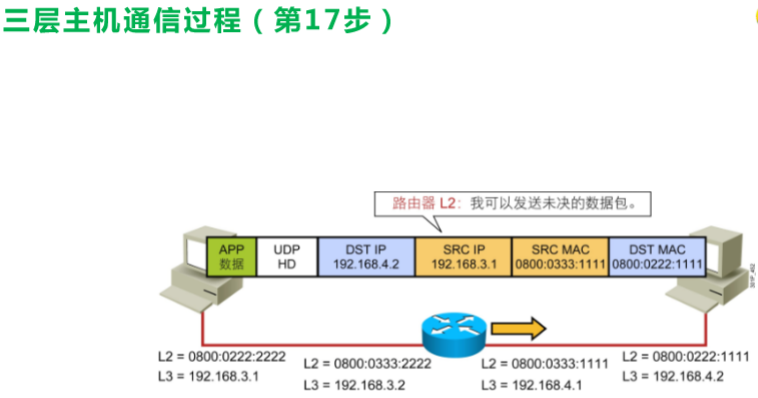 三层主机通信过程（第17步）
路由器 L2：我可以发送未决的数据包。
APP
数据
UDP
HD
DST IP
192.168.4.2
SRC IP
192.168.3.1
SRC MAC
0800:0333:1111
DST MAC
0800:0222:1111
L2 = 0800:0222:2222
L3 = 192.168.3.1
L2 = 0800:0333:2222
L3 = 192.168.3.2
L2 = 0800:0333:1111
L3 = 192.168.4.1
L2 = 0800:0222:1111
L3 = 192.168.4.2